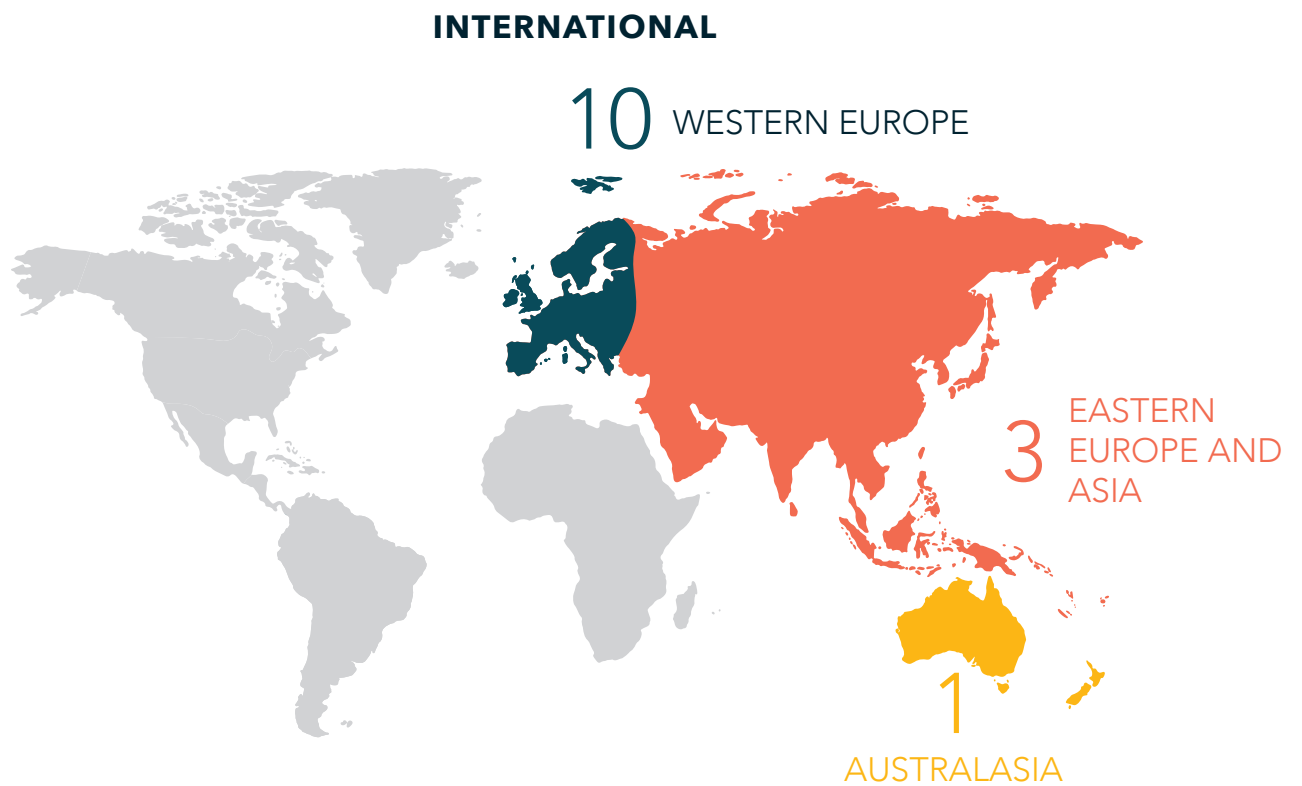 INTERNATIONAL
10 WESTERN EUROPE
3 EASTERN
EUROPE AND
ASIA
1
AUSTRALASIA